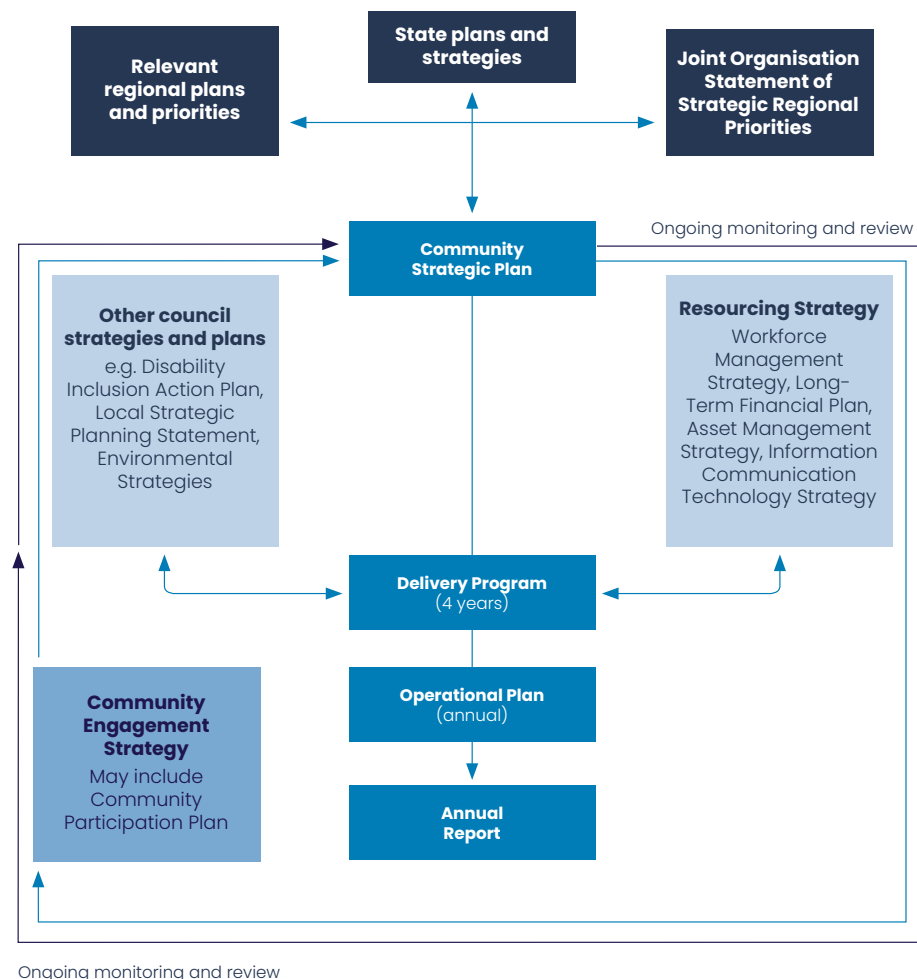 State plans and
strategies
Relevant
regional plans
and priorities
Joint Organisation
Statement of
Strategic Regional
Priorities
Ongoing monitoring and review
Community
Strategic Plan
Other council
strategies and plans
e.g. Disability
Inclusion Action Plan,
Local Strategic
Planning Statement,
Environmental
Strategies
Resourcing Strategy
Workforce
Management
Strategy, Long-
Term Financial Plan,
Asset Management
Strategy, Information
Communication
Technology Strategy
Delivery Program
(4 years)
Operational Plan
(annual)
Community
Engagement
Strategy
May include
Community
Participation Plan
Annual
Report
Ongoing monitoring and review